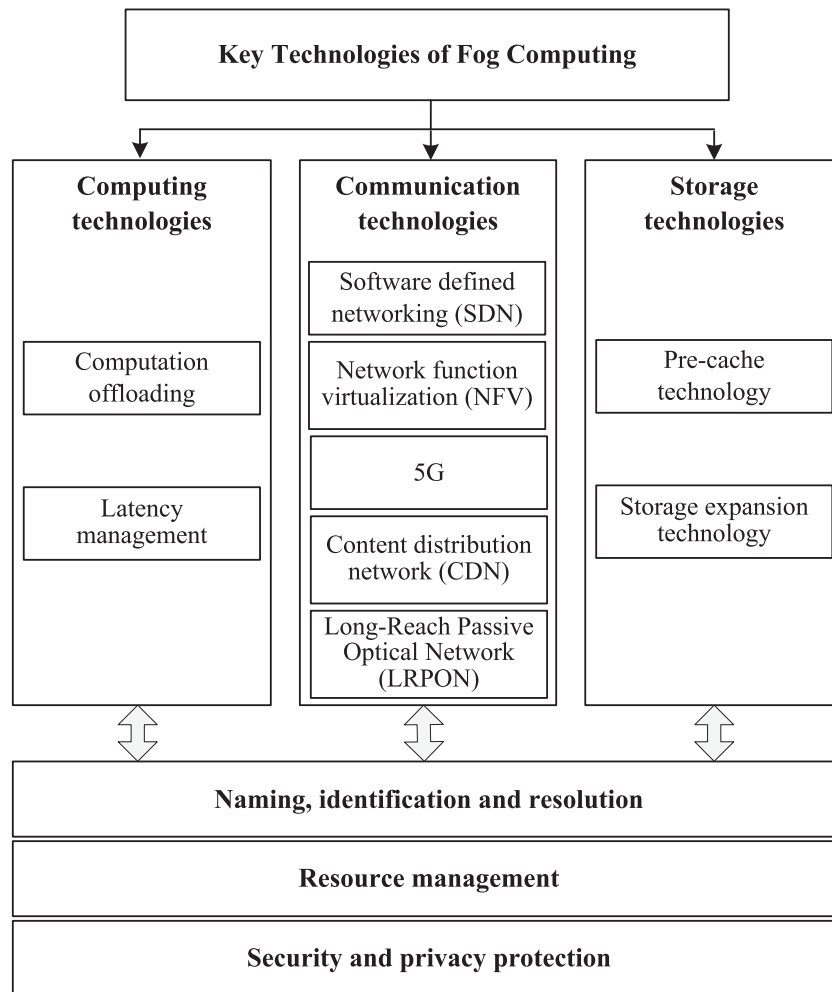 Key Technologies of Fog Computing
Computing
technologies
Computation
offloading
Latency
management
Communication
technologies
Software defined
networking (SDN)
Network function
virtualization (NFV)
5G
Content distribution
network (CDN)
Long-Reach Passive
Optical Network
(LRPON)
Storage
technologies
Pre-cache
technology
Storage expansion
technology
Naming, identification and resolution
Resource management
Security and privacy protection